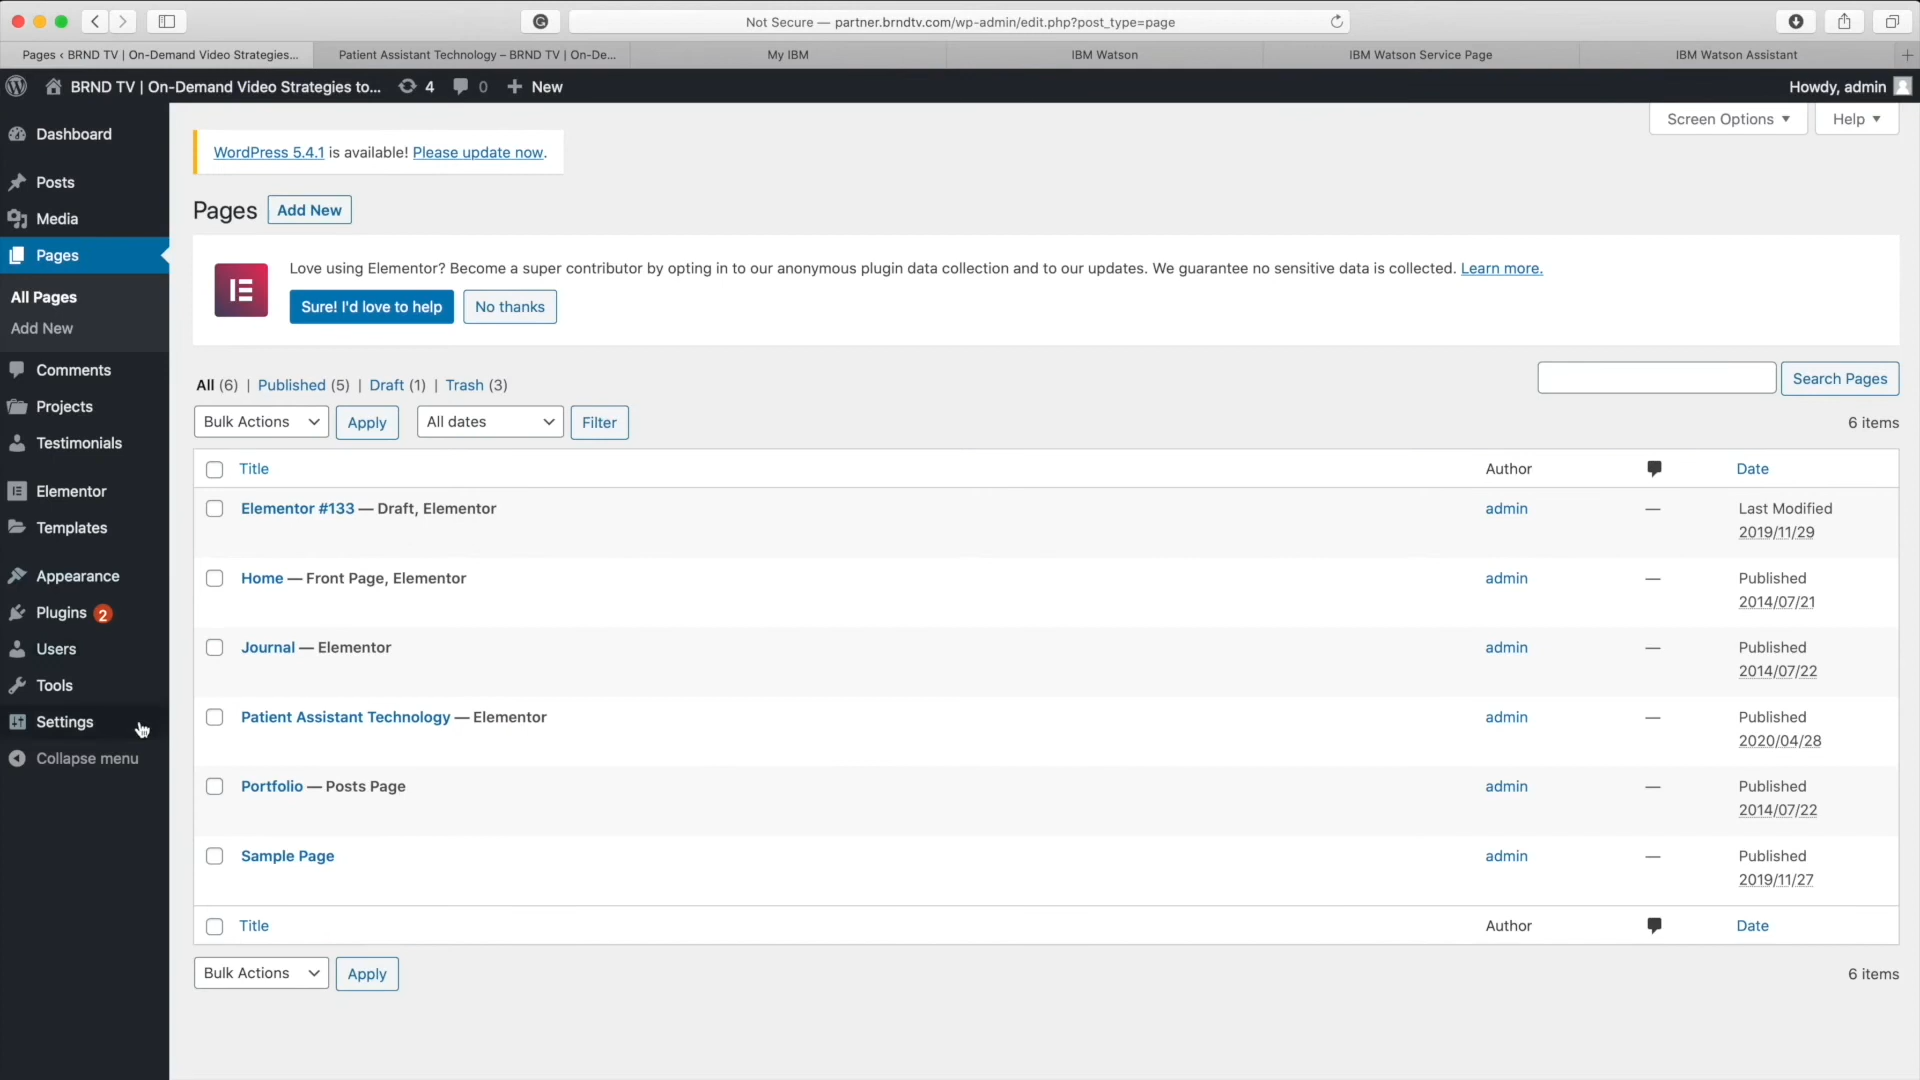 Not Secure — partner.brndtv.com/wp-admin/edit.php?post_type=page
Pages ‹ BRND TV | On-Demand Video Strategies...
Patient Assistant Technology – BRND TV | On-De...
My IBM
IBM Watson
IBM Watson Service Page
IBM Watson Assistant
BRND TV | On-Demand Video Strategies to... 4 0 New
Howdy, admin
Dashboard
Posts
Media
Pages
All Pages
Add New
Comments
Projects
Testimonials
Elementor
Templates
Appearance
Plugins 2
Users
Tools
Settings
Collapse menu
Screen Options
Help
WordPress 5.4.1 is available! Please update now.
Pages Add New
Love using Elementor? Become a super contributor by opting in to our anonymous plugin data collection and to our updates. We guarantee no sensitive data is collected. Learn more.
Sure! I'd love to help No thanks
All (6) | Published (5) | Draft (1) | Trash (3)
Search Pages
Bulk Actions Apply All dates Filter
6 items
Title Author Date
Elementor #133 — Draft, Elementor admin — Last Modified
2019/11/29
Home — Front Page, Elementor admin — Published
2014/07/21
Journal — Elementor admin — Published
2014/07/22
Patient Assistant Technology — Elementor admin — Published
2020/04/28
Portfolio — Posts Page admin — Published
2014/07/22
Sample Page admin — Published
2019/11/27
Title Author Date
Bulk Actions Apply
6 items